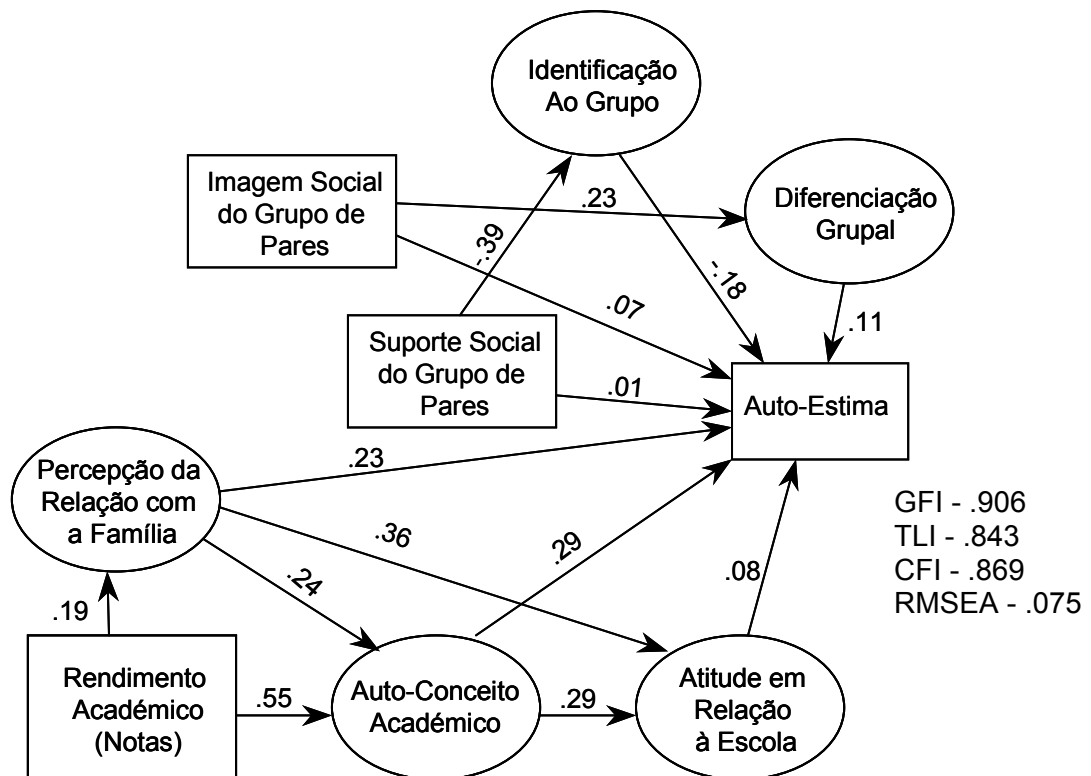 Identificação
Ao Grupo
Imagem Social
do Grupo de
Pares
.23
Diferenciação
Grupal
-.39
-.18
.07
.11
Suporte Social
do Grupo de
Pares
.01
Auto-Estima
.23
Percepção da
Relação com
a Família
.36
.29
.24
.08
GFI - .906
TLI - .843
CFI - .869
RMSEA - .075
.19
Rendimento
Académico
(Notas)
.55
Auto-Conceito
Académico
.29
Atitude em
Relação
à Escola